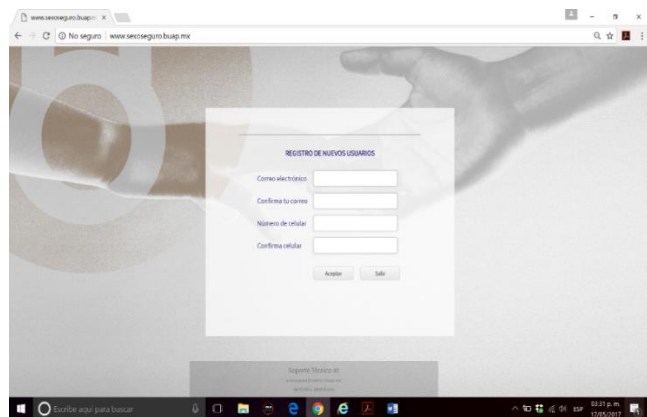 www.sexoseguro.buap.m
No seguro
www.sexoseguro.buap.mx
REGISTRO DE NUEVOS USUARIOS
Correo electrónico
Confirma tu correo
Número de celular
Confirma celular
Aceptar
Salir
Soporte Técnico at
Escribe aquí para buscar
ESP
03:31 p. m.
17/05/2017